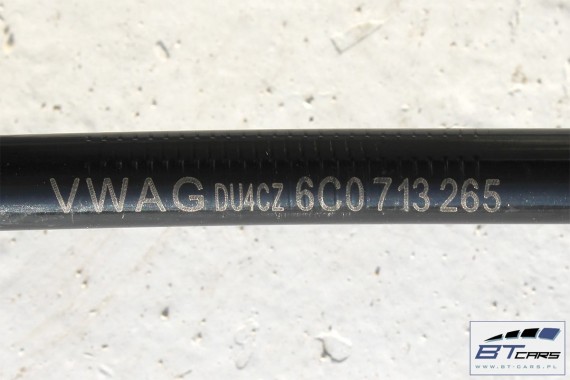 VWAG DU4CZ 6C0 713 265
BT CARS
WWW.BT-CARS.PL